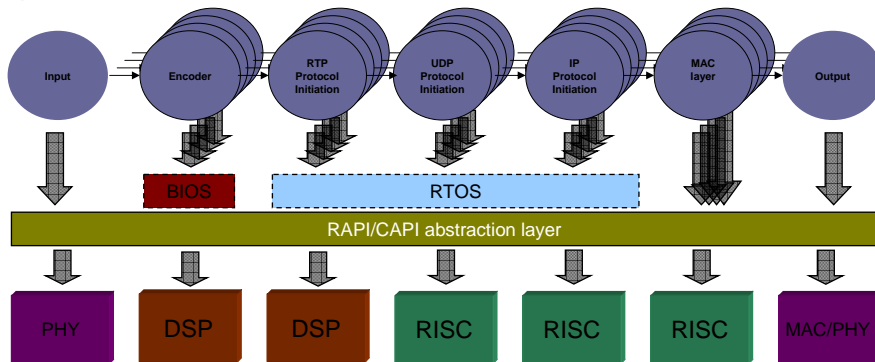 Input
Encoder
RTP
Protocol
Initiation
UDP
Protocol
Initiation
IP
Protocol
Initiation
MAC
layer
Output
BIOS
RTOS
RAPI/CAPI abstraction layer
PHY
DSP
DSP
RISC
RISC
RISC
MAC/PHY